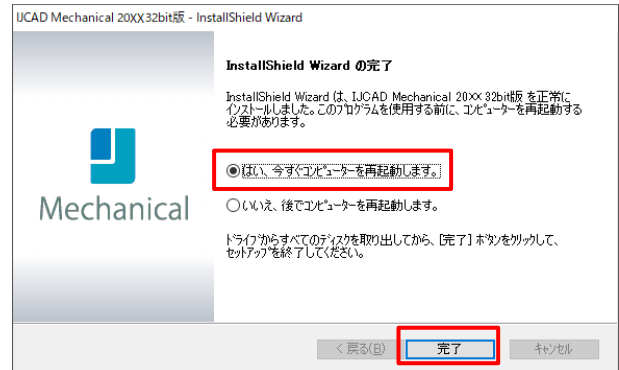 IJCAD Mechanical 20XX32bit版 - InstallShield Wizard
InstallShield Wizard の完了
InstallShield Wizard は、IJCAD Mechanical 20×× 32bit版 を正常に
インストールしました。このプログラムを使用する前に、コンピューターを再起動する
必要があります。
はい、今すぐコンピューターを再起動します。
Mechanical
いいえ、後でコンピューターを再起動します。
ドライブからすべてのディスクを取り出してから、[完了] ボタンをクリックして、
セットアップを終了してください。
< 戻る(B) 完了 キャンセル